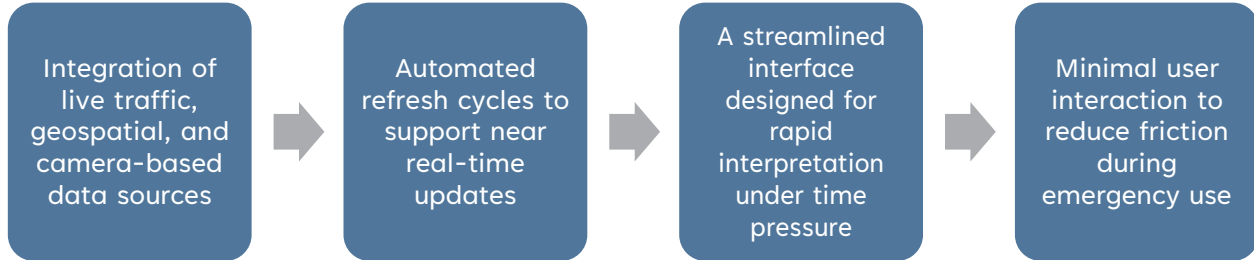 Integration of
live traffic,
geospatial, and
camera-based
data sources
Automated
refresh cycles to
support near
real-time
updates
A streamlined
interface
designed for
rapid
interpretation
under time
pressure
Minimal user
interaction to
reduce friction
during
emergency use